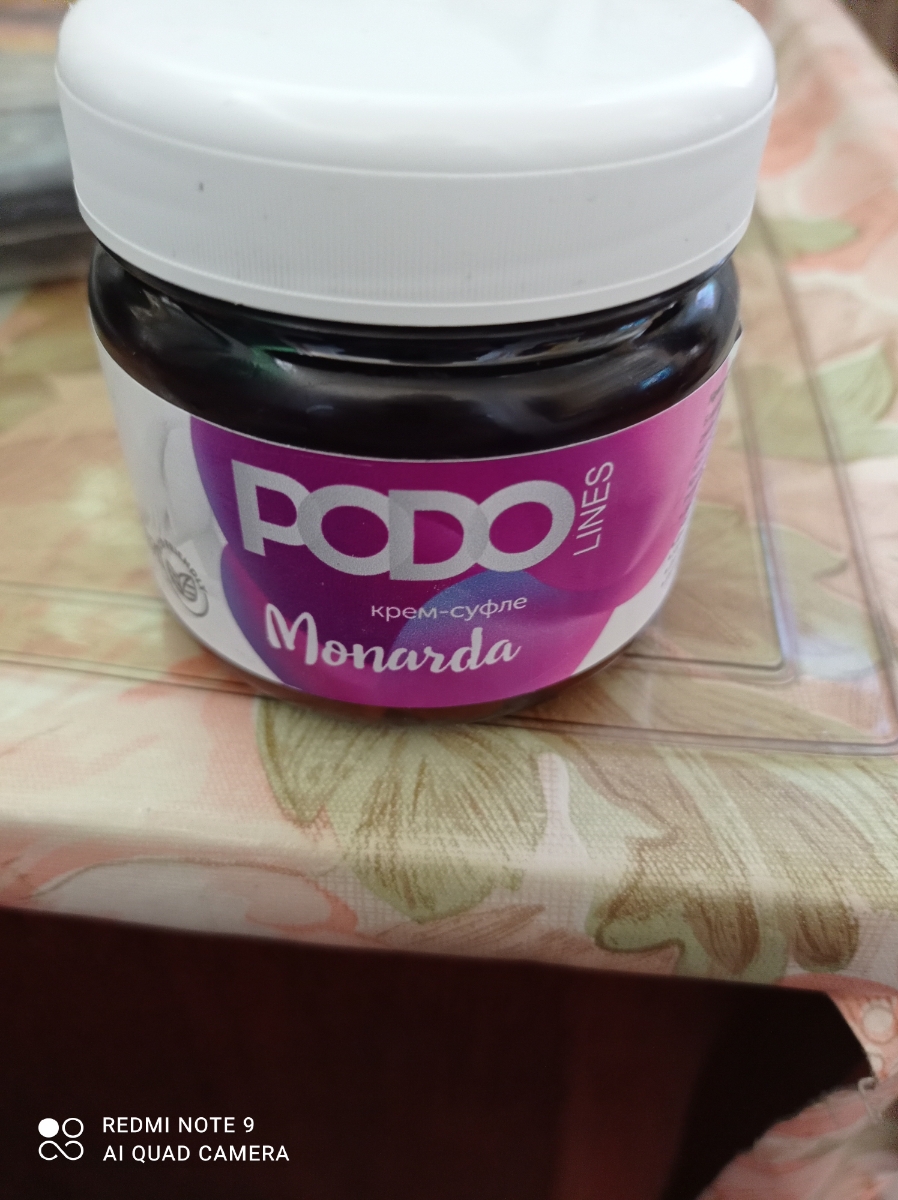 PODO
LINES
крем-суфле
Monarda
REDMI NOTE 9
AI QUAD CAMERA